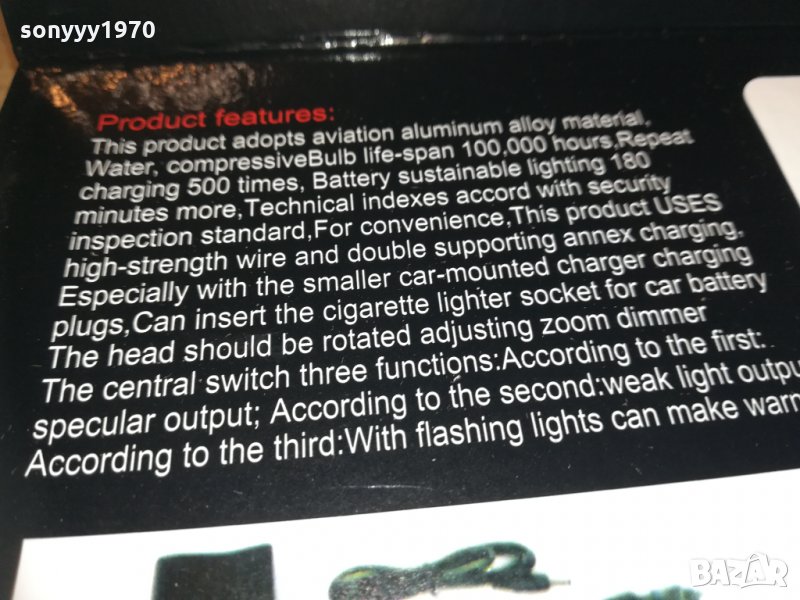 sonyyy1970
Product features:
This product adopts aviation aluminum alloy material,
Water, compressiveBulb life-span 100,000 hours,Repeat
charging 500 times, Battery sustainable lighting 180
minutes more,Technical indexes accord with security
inspection standard,For convenience,This product USES
high-strength wire and double supporting annex charging,
Especially with the smaller car-mounted charger charging
plugs,Can insert the cigarette lighter socket for car battery
The head should be rotated adjusting zoom dimmer
The central switch three functions:According to the first:
specular output; According to the second:weak light outpu
According to the third:With flashing lights can make warn
BAZAR